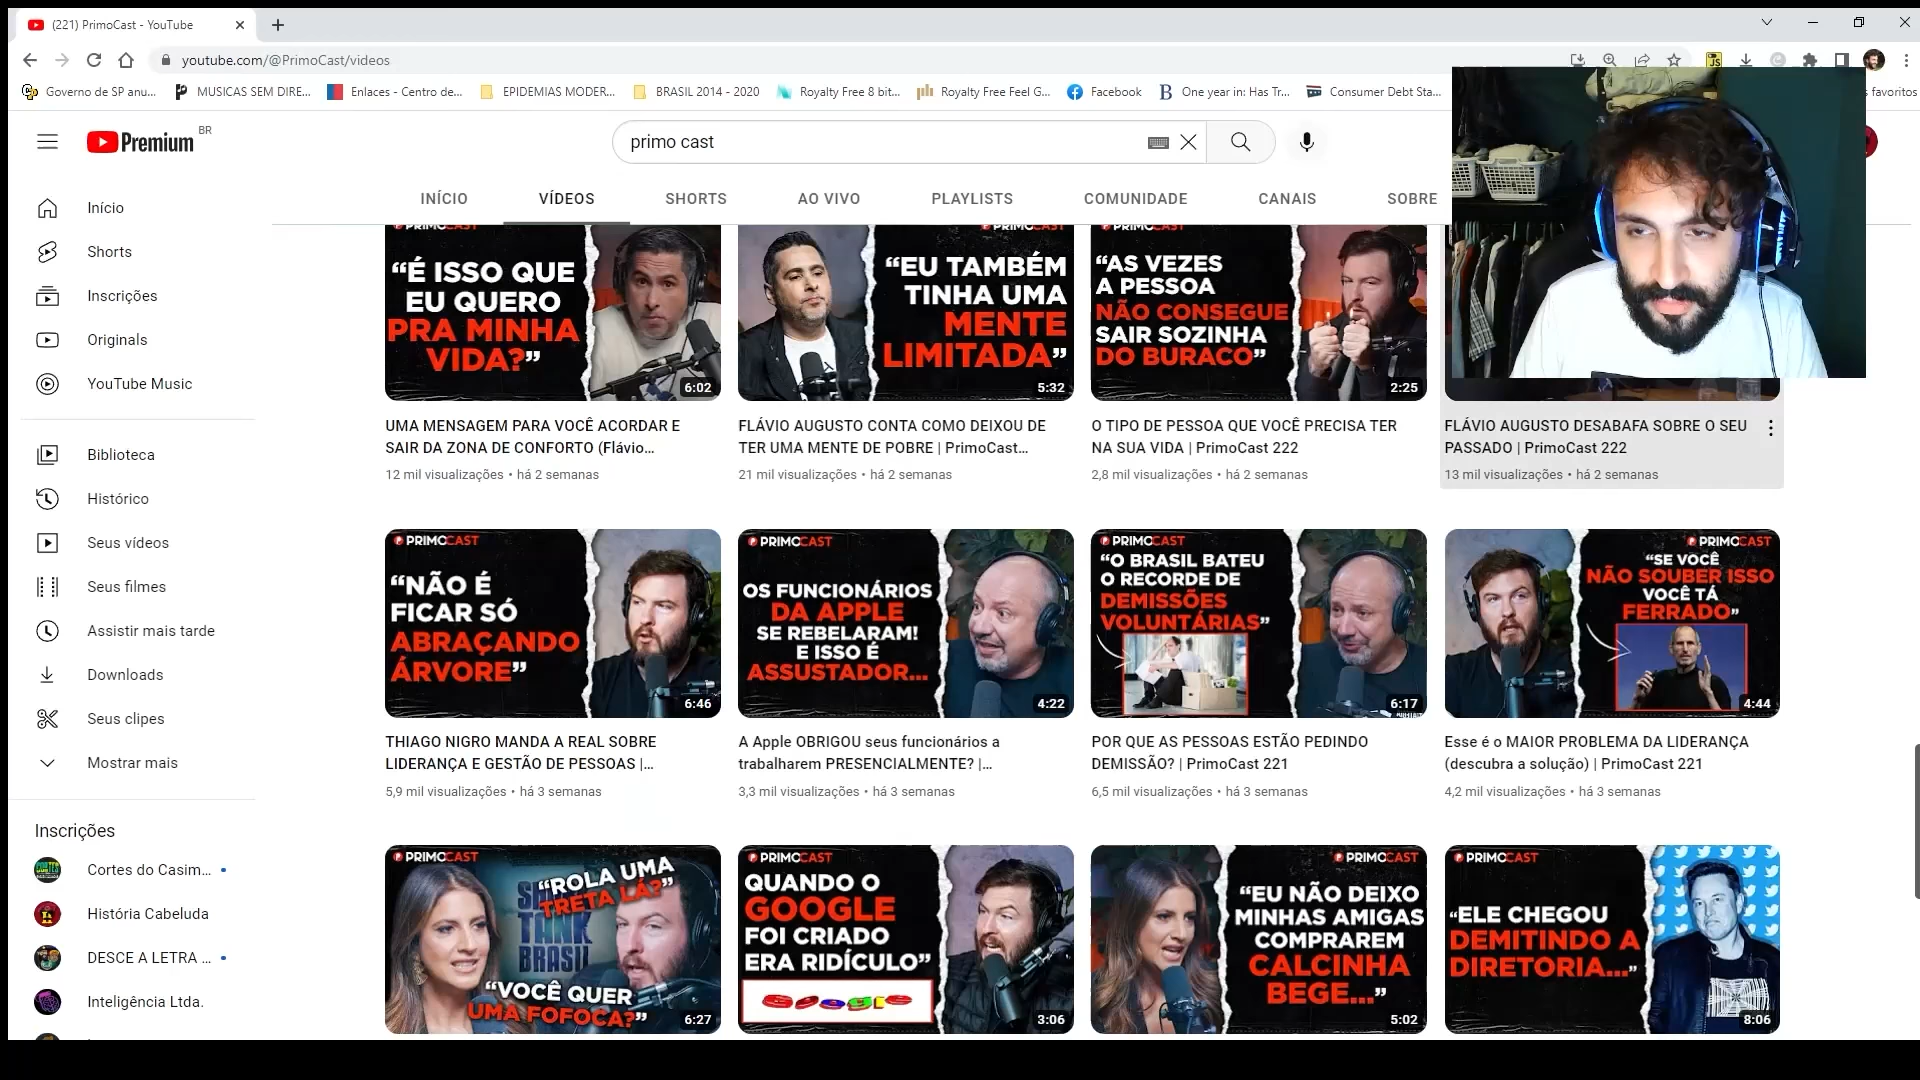 (221) PrimoCast - YouTube
youtube.com/@PrimoCast/videos
Governo de SP anu...
MUSICAS SEM DIRE...
Enlaces - Centro de...
EPIDEMIAS MODER...
BRASIL 2014 - 2020
Royalty Free 8 bit...
Royalty Free Feel G...
Facebook
One year in: Has Tr...
Consumer Debt Sta...
s favoritos
Premium
BR
primo cast
INÍCIO
VÍDEOS
SHORTS
AO VIVO
PLAYLISTS
COMUNIDADE
CANAIS
SOBRE
Início
Shorts
Inscrições
Originals
YouTube Music
Biblioteca
Histórico
Seus vídeos
Seus filmes
Assistir mais tarde
Downloads
Seus clipes
Mostrar mais
Inscrições
Cortes do Casim...
História Cabeluda
DESCE A LETRA ...
Inteligência Ltda.
“É ISSO QUE
EU QUERO
PRA MINHA
VIDA?”
6:02
UMA MENSAGEM PARA VOCÊ ACORDAR E
SAIR DA ZONA DE CONFORTO (Flávio...
12 mil visualizações • há 2 semanas
“EU TAMBÉM
TINHA UMA
MENTE
LIMITADA”
5:32
FLÁVIO AUGUSTO CONTA COMO DEIXOU DE
TER UMA MENTE DE POBRE | PrimoCast...
21 mil visualizações • há 2 semanas
“AS VEZES
A PESSOA
NÃO CONSEGUE
SAIR SOZINHA
DO BURACO”
2:25
O TIPO DE PESSOA QUE VOCÊ PRECISA TER
NA SUA VIDA | PrimoCast 222
2,8 mil visualizações • há 2 semanas
FLÁVIO AUGUSTO DESABAFA SOBRE O SEU
PASSADO | PrimoCast 222
13 mil visualizações • há 2 semanas
PRIMOCAST
“NÃO É
FICAR SÓ
ABRAÇANDO
ÁRVORE”
6:46
THIAGO NIGRO MANDA A REAL SOBRE
LIDERANÇA E GESTÃO DE PESSOAS |...
5,9 mil visualizações • há 3 semanas
PRIMOCAST
OS FUNCIONÁRIOS
DA APPLE
SE REBELARAM!
E ISSO É
ASSUSTADOR...
4:22
A Apple OBRIGOU seus funcionários a
trabalharem PRESENCIALMENTE? |...
3,3 mil visualizações • há 3 semanas
PRIMOCAST
“O BRASIL BATEU
O RECORDE DE
DEMISSÕES
VOLUNTÁRIAS”
6:17
POR QUE AS PESSOAS ESTÃO PEDINDO
DEMISSÃO? | PrimoCast 221
6,5 mil visualizações • há 3 semanas
PRIMOCAST
“SE VOCÊ
NÃO SOUBER ISSO
VOCÊ TÁ
FERRADO”
4:44
Esse é o MAIOR PROBLEMA DA LIDERANÇA
(descubra a solução) | PrimoCast 221
4,2 mil visualizações • há 3 semanas
PRIMOCAST
“ROLA UMA
TRETA LÁ?”
SHARK TANK
BRASIL
“VOCÊ QUER
UMA FOFOCA?”
6:27
PRIMOCAST
QUANDO O
GOOGLE
FOI CRIADO
ERA RIDÍCULO”
Google
3:06
PRIMOCAST
“EU NÃO DEIXO
MINHAS AMIGAS
COMPRAREM
CALCINHA
BEGE...”
5:02
PRIMOCAST
“ELE CHEGOU
DEMITINDO A
DIRETORIA...”
8:06